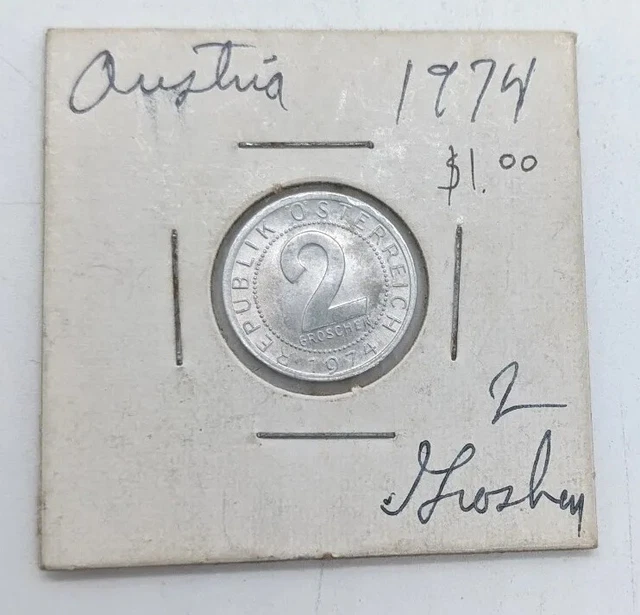 Austria 1974
$1.00
REPUBLIK ÖSTERREICH
2
GROSCHEN
1974
2
Groshen